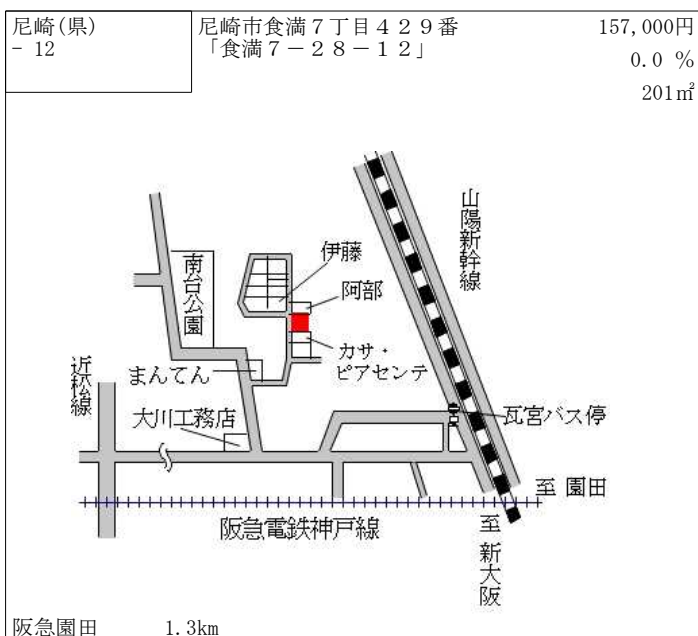 尼崎(県)
- 12
尼崎市食満７丁目４２９番
「食満７－２８－１２」
157,000円
0.0 %
201㎡
山陽新幹線
伊藤
南台公園
阿部
カサ・
ピアセンテ
近松線
まんてん
大川工務店
瓦宮バス停
至 園田
阪急電鉄神戸線
至 新大阪
阪急園田 1.3km